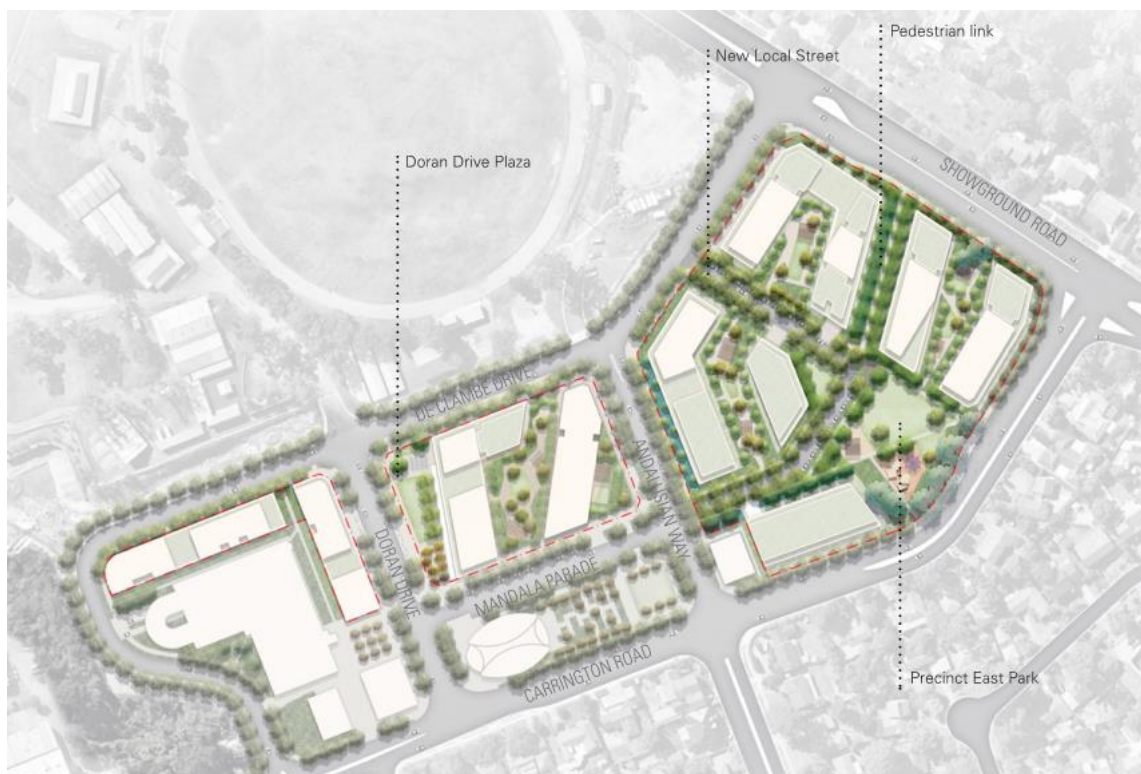 Pedestrian link
New Local Street
Doran Drive Plaza
SHOWGROUND ROAD
DE CLAMBE DRIVE
ANDALUSIAN WAY
DORAN DRIVE
MANDALA PARADE
CARRINGTON ROAD
Precinct East Park